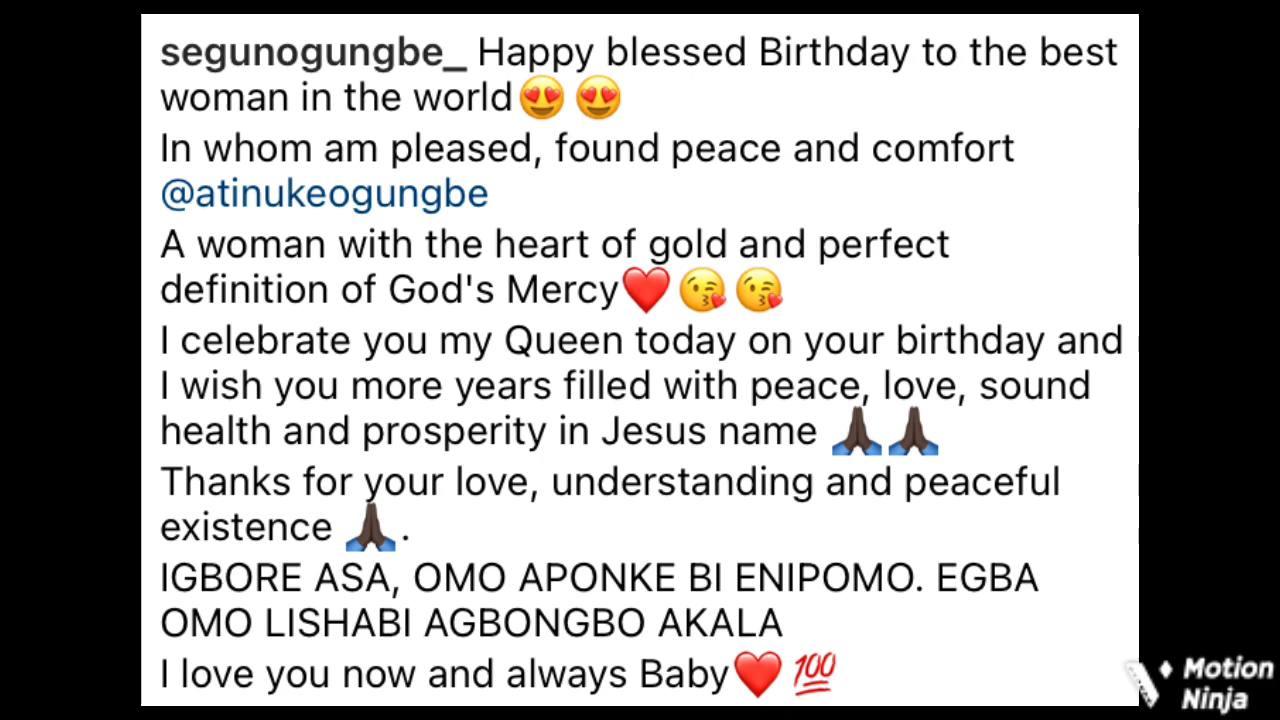 segunogungbe_ Happy blessed Birthday to the best
woman in the world😍 😍
In whom am pleased, found peace and comfort
@atinukeogungbe
A woman with the heart of gold and perfect
definition of God's Mercy❤️ 😘 😘
I celebrate you my Queen today on your birthday and
I wish you more years filled with peace, love, sound
health and prosperity in Jesus name 🙏🏿 🙏🏿
Thanks for your love, understanding and peaceful
existence 🙏🏿 .
IGBORE ASA, OMO APONKE BI ENIPOMO. EGBA
OMO LISHABI AGBONGBO AKALA
I love you now and always Baby❤️ 💯
Motion
Ninja